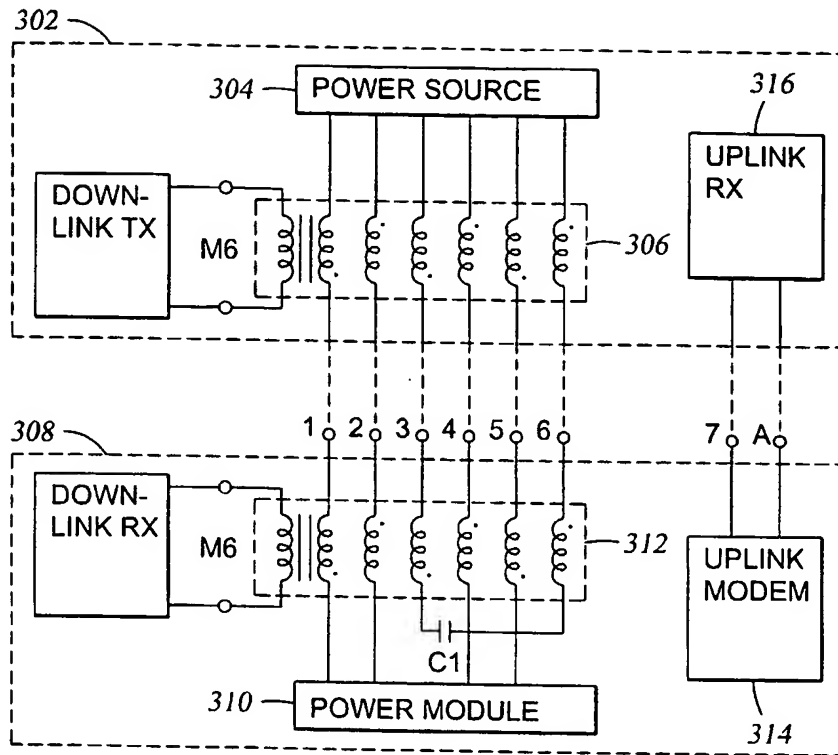 302
304
POWER SOURCE
316
UPLINK
RX
DOWN-
LINK TX
M6
306
308
1 2 3 4 5 6 7 A
DOWN-
LINK RX
M6
312
UPLINK
MODEM
C1
310
POWER MODULE
314